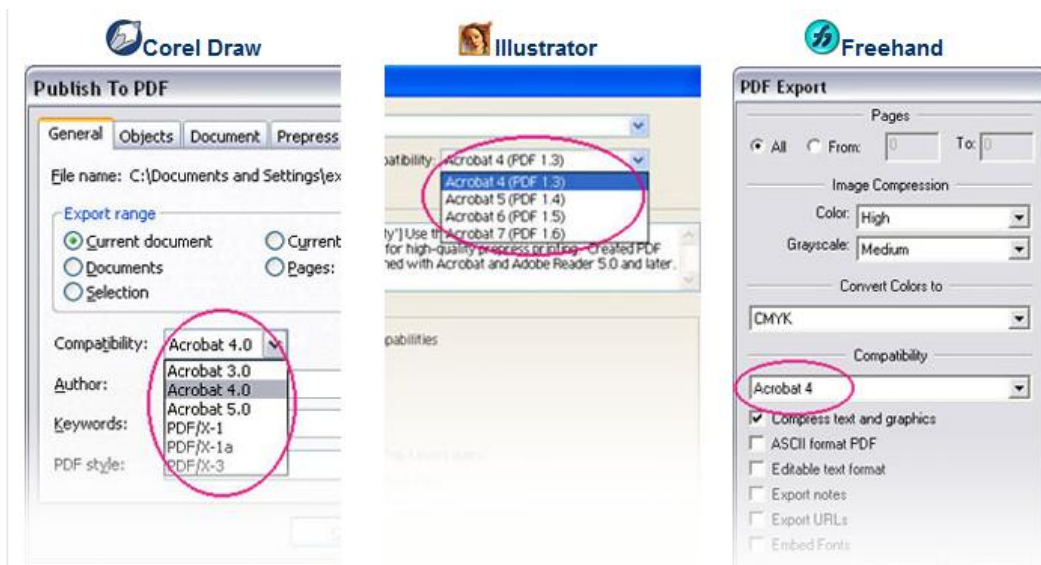 Corel Draw
Publish To PDF
General Objects Document Prepress
File name: C:\Documents and Settings\ex
Export range
Current document Current
Documents Pages:
Selection
Compatibility: Acrobat 4.0
Acrobat 3.0
Acrobat 4.0
Acrobat 5.0
PDF/X-1
PDF/X-1a
PDF/X-3
Author:
Keywords:
PDF style:
Illustrator
patibility: Acrobat 4 (PDF 1.3)
Acrobat 4 (PDF 1.3)
Acrobat 5 (PDF 1.4)
Acrobat 6 (PDF 1.5)
Acrobat 7 (PDF 1.6)
ty"] Use th
for high-quality prepress printing. Created PDF
ned with Acrobat and Adobe Reader 5.0 and later.
pabilities
Freehand
PDF Export
Pages
All From: 0 To: 0
Image Compression
Color: High
Grayscale: Medium
Convert Colors to
CMYK
Compatibility
Acrobat 4
Compress text and graphics
ASCII format PDF
Editable text format
Export notes
Export URLs
Embed Fonts